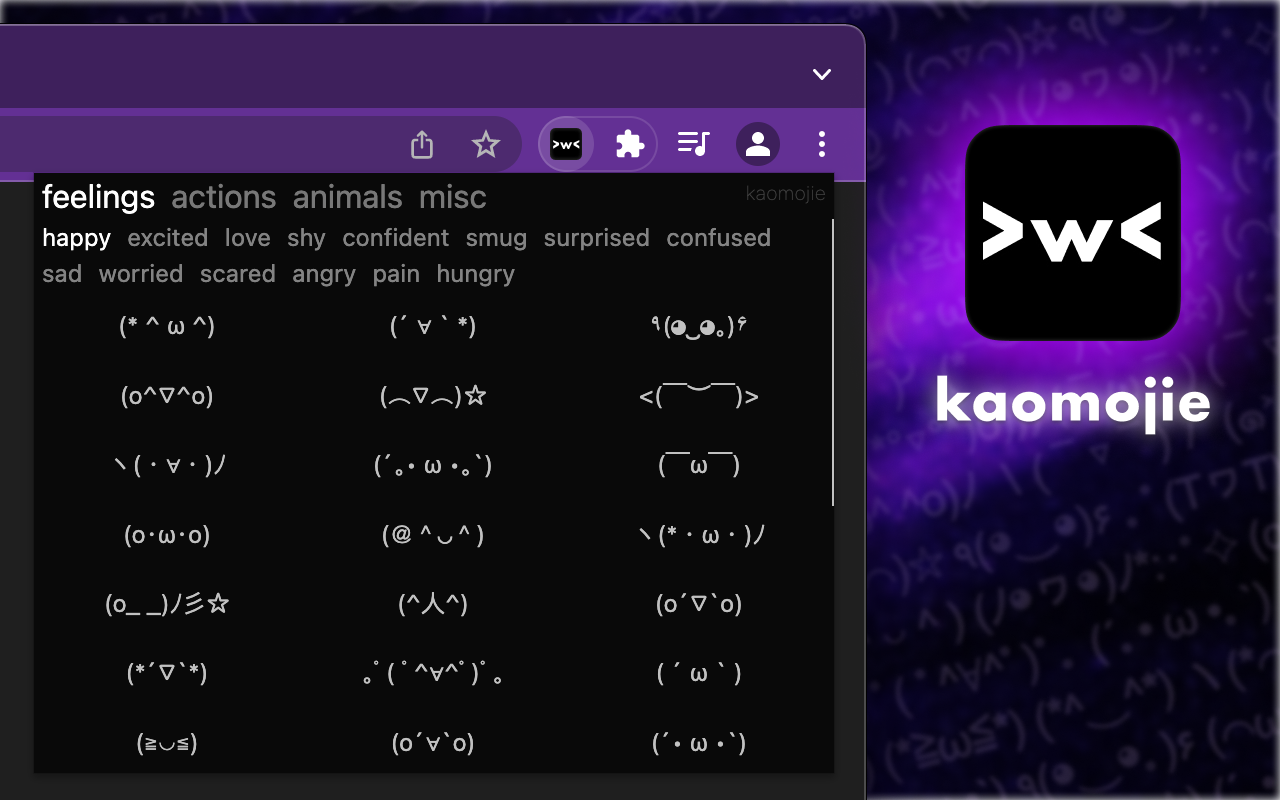 >w<
feelings actions animals misc kaomojie
happy excited love shy confident smug surprised confused
sad worried scared angry pain hungry
(* ^ ω ^) (´ ∀ ` *) ٩(◕‿◕｡)۶
(o^▽^o) (⌒▽⌒)☆ <(￣︶￣)>
ヽ(・∀・)ﾉ (´｡• ω •｡`) (￣ω￣)
(o･ω･o) (@＾◡＾) ヽ(*・ω・)ﾉ
(o_ _)ﾉ彡☆ (^人^) (o´▽`o)
(*´▽`*) ｡ﾟ( ﾟ^∀^ﾟ)ﾟ｡ ( ´ ω ` )
(≧◡≦) (o´∀`o) (´• ω •`)
>w<
kaomojie